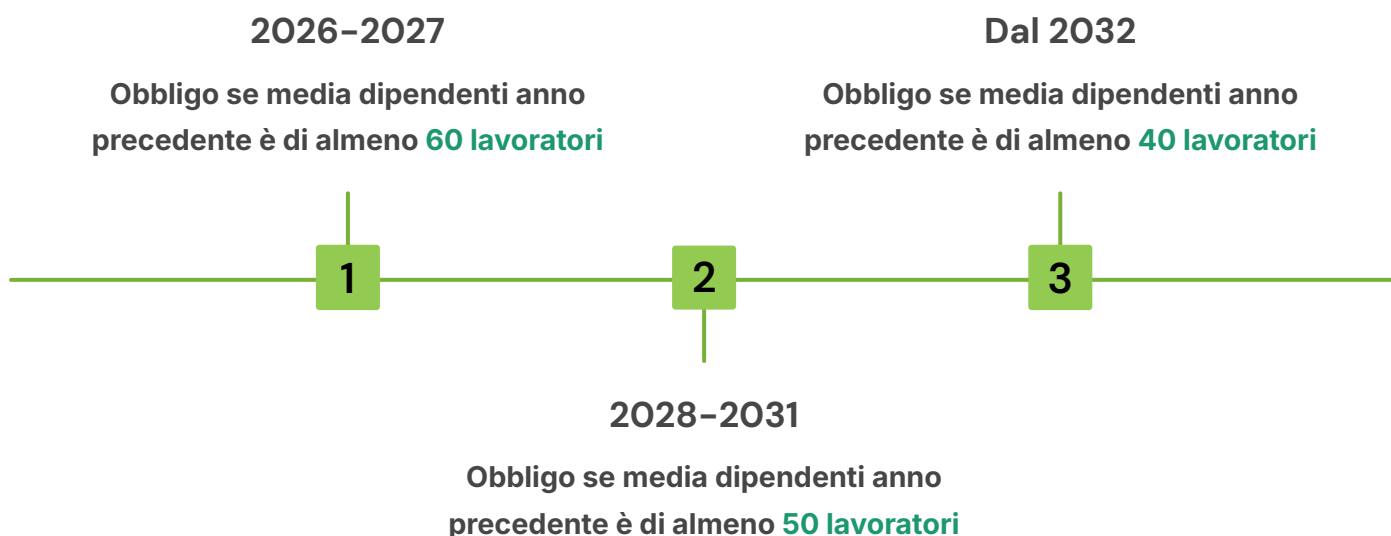 2026–2027
Obbligo se media dipendenti anno
precedente è di almeno 60 lavoratori
Dal 2032
Obbligo se media dipendenti anno
precedente è di almeno 40 lavoratori
1
2
3
2028–2031
Obbligo se media dipendenti anno
precedente è di almeno 50 lavoratori